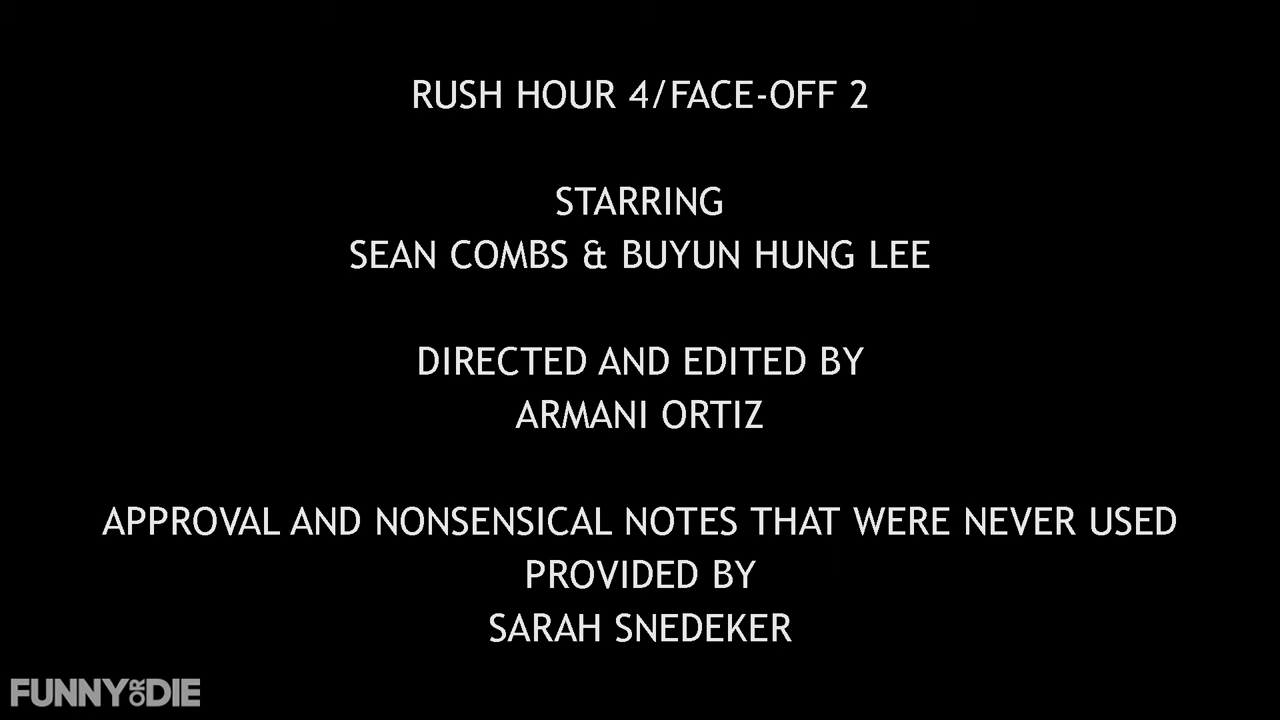 RUSH HOUR 4/FACE-OFF 2
STARRING
SEAN COMBS & BUYUN HUNG LEE
DIRECTED AND EDITED BY
ARMANI ORTIZ
APPROVAL AND NONSENSICAL NOTES THAT WERE NEVER USED
PROVIDED BY
SARAH SNEDEKER
FUNNY OR DIE